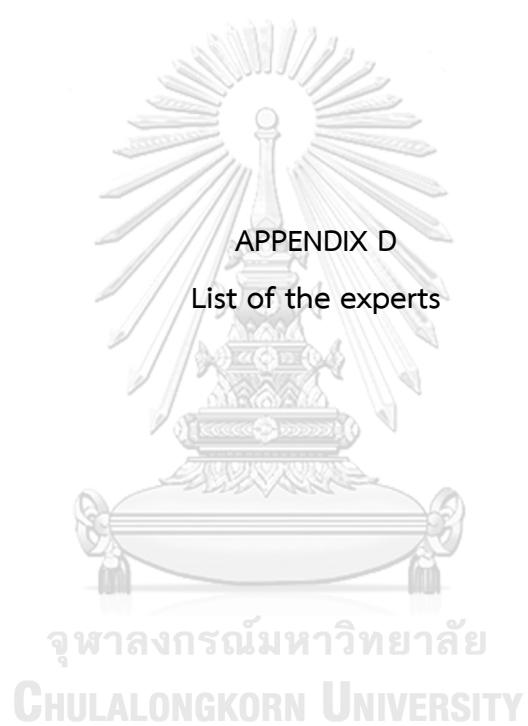 APPENDIX D
List of the experts
จุฬาลงกรณ์มหาวิทยาลัย
CHULALONGKORN UNIVERSITY